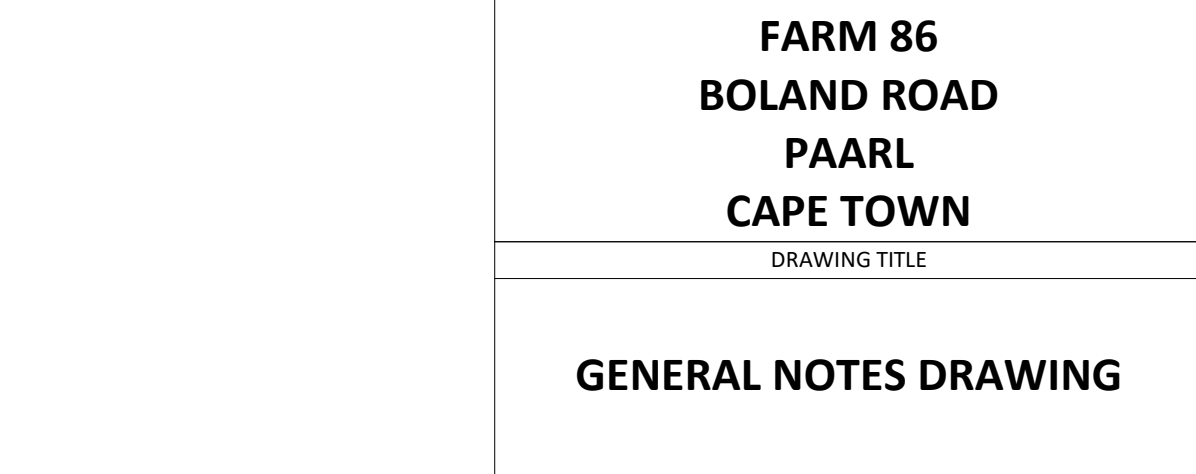 FARM 86
BOLAND ROAD
PAARL
CAPE TOWN
DRAWING TITLE
GENERAL NOTES DRAWING